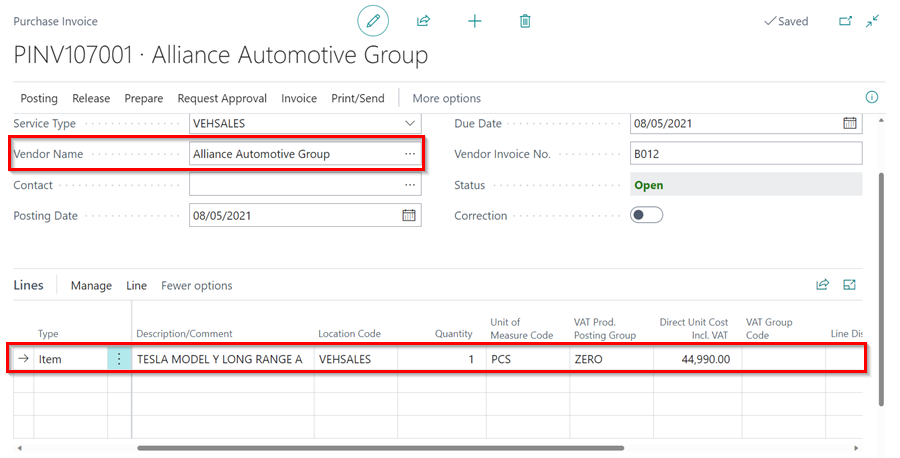 Purchase Invoice
Saved
PINV107001 · Alliance Automotive Group
Posting Release Prepare Request Approval Invoice Print/Send More options
Service Type VEHSALES Due Date 08/05/2021
Vendor Name Alliance Automotive Group Vendor Invoice No. B012
Contact Status Open
Posting Date 08/05/2021 Correction
Lines Manage Line Fewer options
Type Description/Comment Location Code Quantity Unit of Measure Code VAT Prod. Posting Group Direct Unit Cost Incl. VAT VAT Group Code Line Dis
Item TESLA MODEL Y LONG RANGE A VEHSALES 1 PCS ZERO 44,990.00